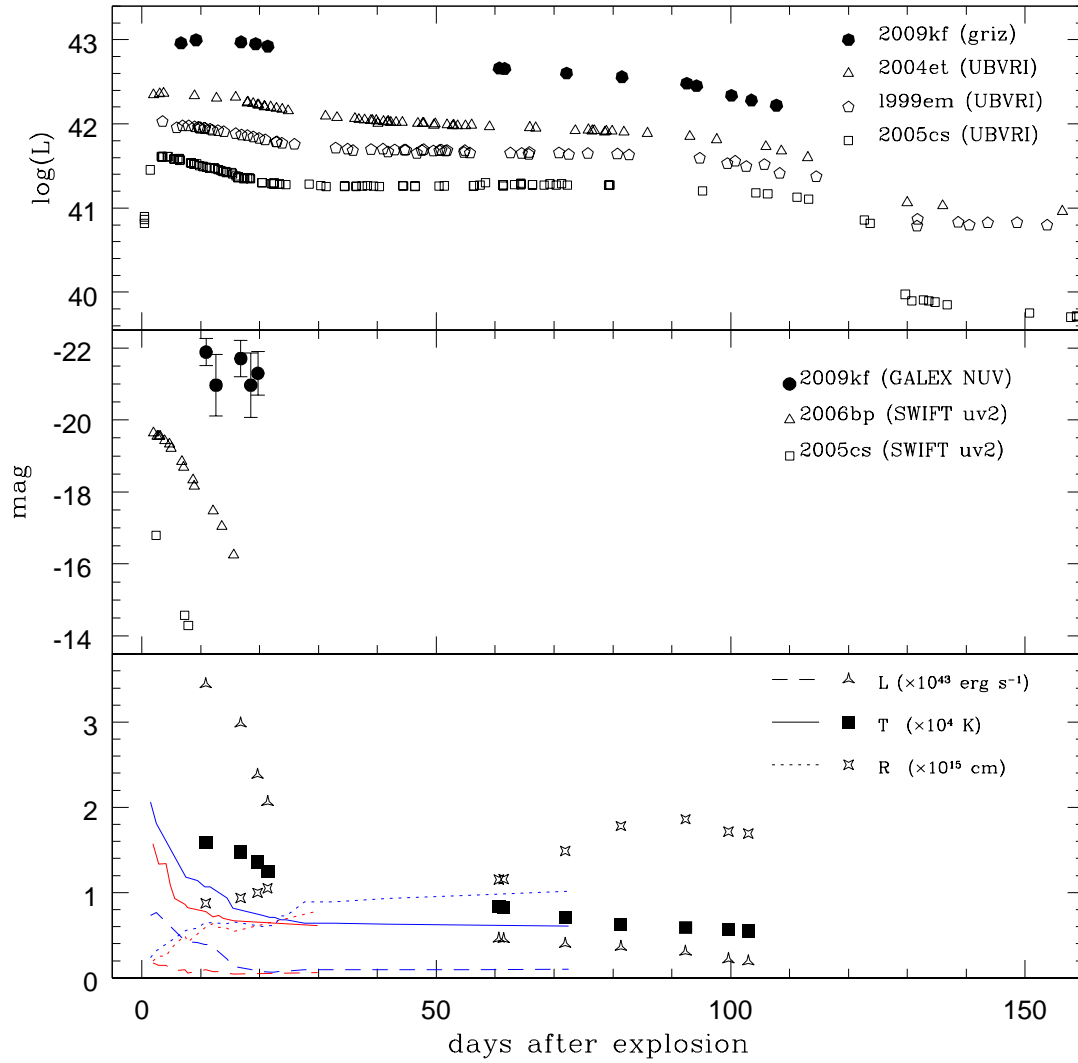 43
42
41
40
log(L)
2009kf (griz)
2004et (UBVRI)
1999em (UBVRI)
2005cs (UBVRI)
-22
-20
-18
-16
-14
mag
2009kf (GALEX NUV)
2006bp (SWIFT uv2)
2005cs (SWIFT uv2)
3
2
1
0
L (×10⁴³ erg s⁻¹)
T (×10⁴ K)
R (×10¹⁵ cm)
0
50
100
150
days after explosion